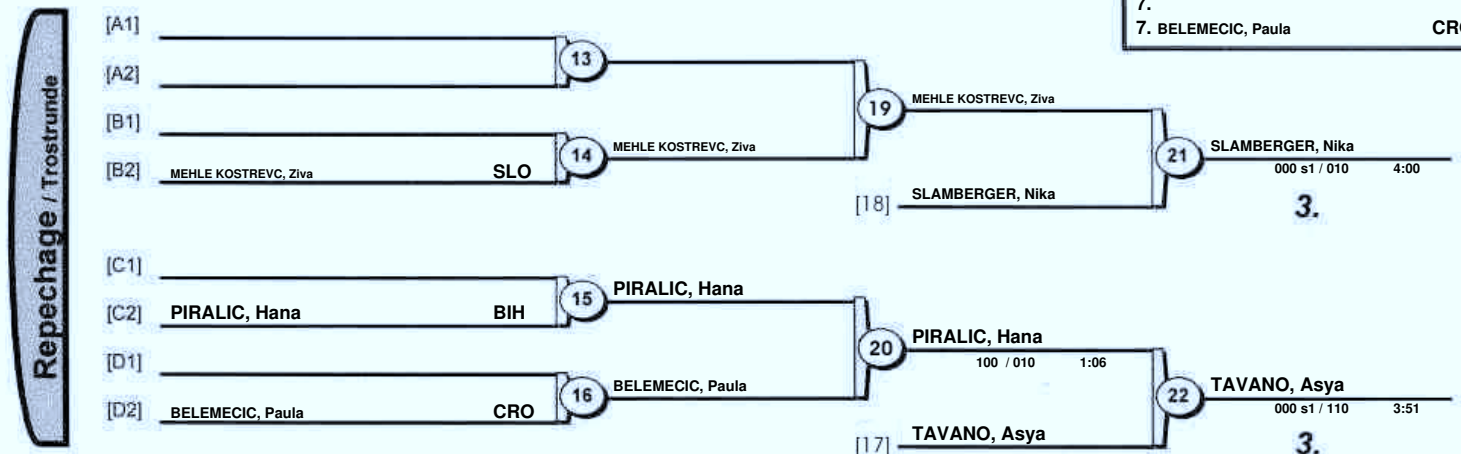 7.
7. BELEMECIC, Paula
Repechage / Trostrunde
[A1]
13
[A2]
[B1]
14 MEHLE KOSTREVC, Ziva
[B2] MEHLE KOSTREVC, Ziva SLO
19 MEHLE KOSTREVC, Ziva
[18] SLAMBERGER, Nika
21 SLAMBERGER, Nika
000 s1 / 010 4:00
3.
[C1]
15 PIRALIC, Hana
[C2] PIRALIC, Hana BIH
[D1]
16 BELEMECIC, Paula
[D2] BELEMECIC, Paula CRO
20 PIRALIC, Hana
100 / 010 1:06
[17] TAVANO, Asya
22 TAVANO, Asya
000 s1 / 110 3:51
3.